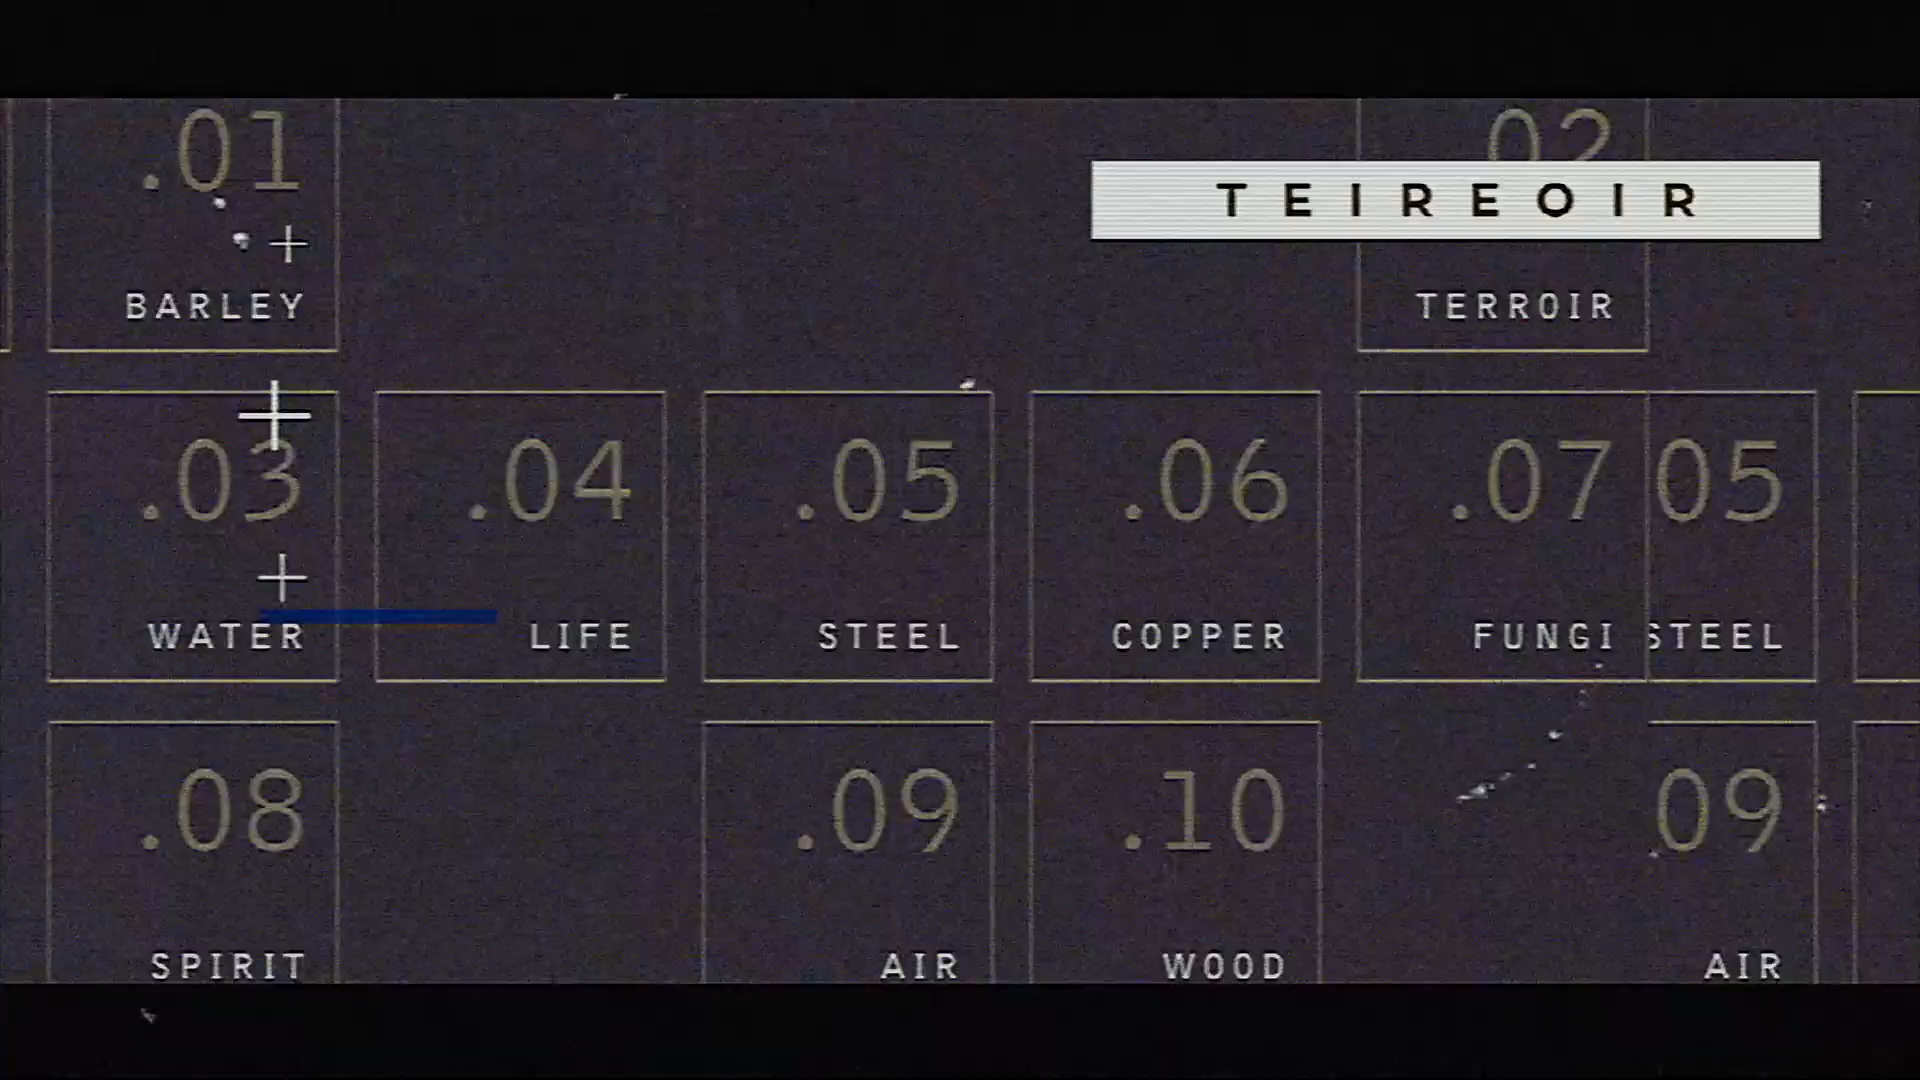 .01
02
TEIREOIR
BARLEY
TERROIR
.03
.04
.05
.06
.07
05
WATER
LIFE
STEEL
COPPER
FUNGI
STEEL
.08
.09
.10
09
SPIRIT
AIR
WOOD
AIR